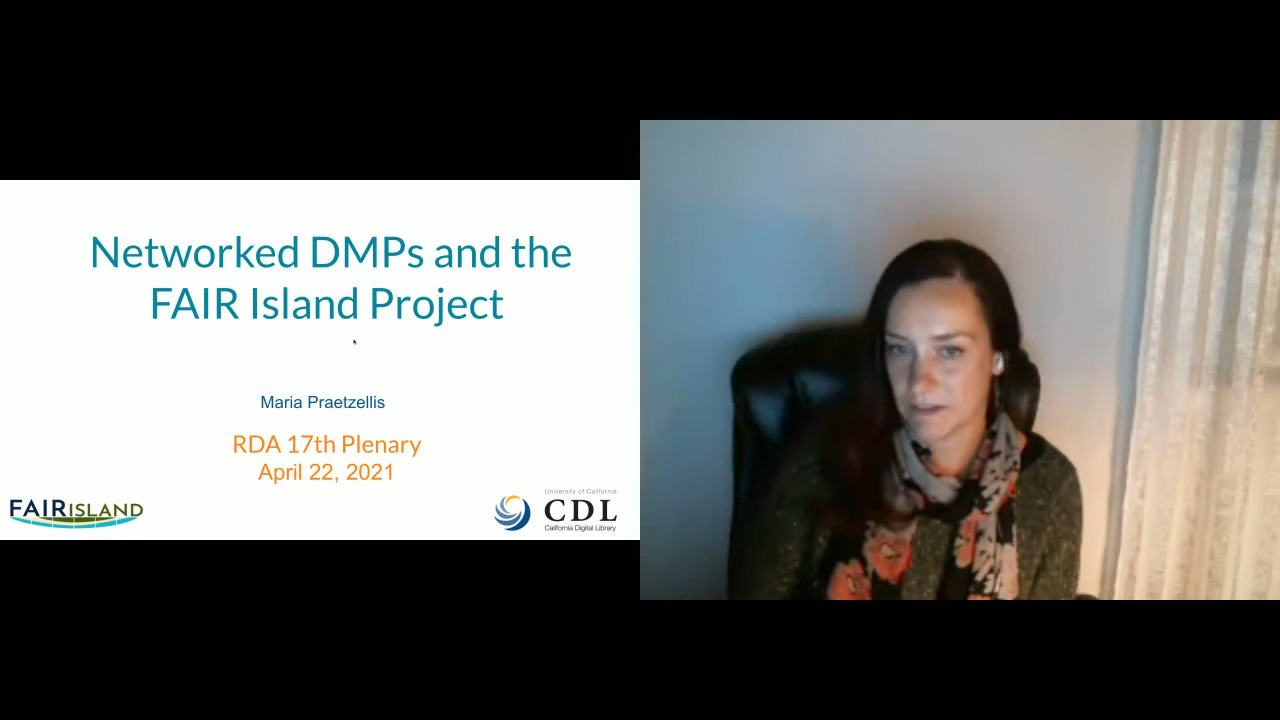 Networked DMPs and the
FAIR Island Project
Maria Praetzellis
RDA 17th Plenary
April 22, 2021
FAIRISLAND
University of California
CDL
California Digital Library